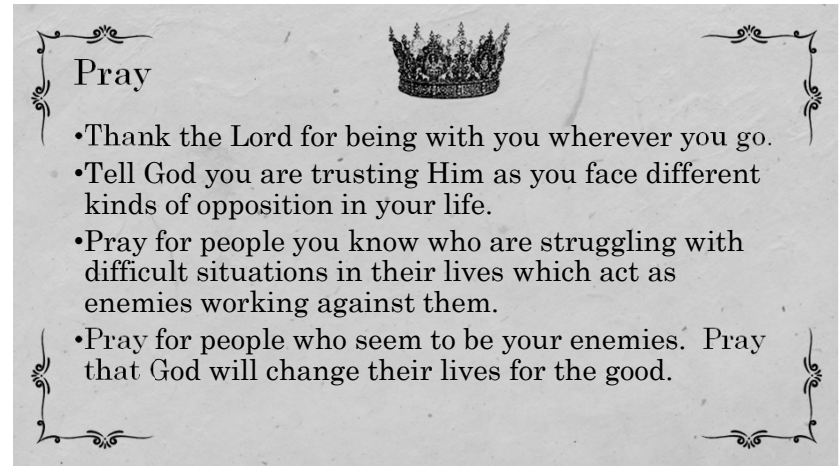 Pray
•Thank the Lord for being with you wherever you go.
•Tell God you are trusting Him as you face different
kinds of opposition in your life.
•Pray for people you know who are struggling with
difficult situations in their lives which act as
enemies working against them.
•Pray for people who seem to be your enemies.  Pray
that God will change their lives for the good.